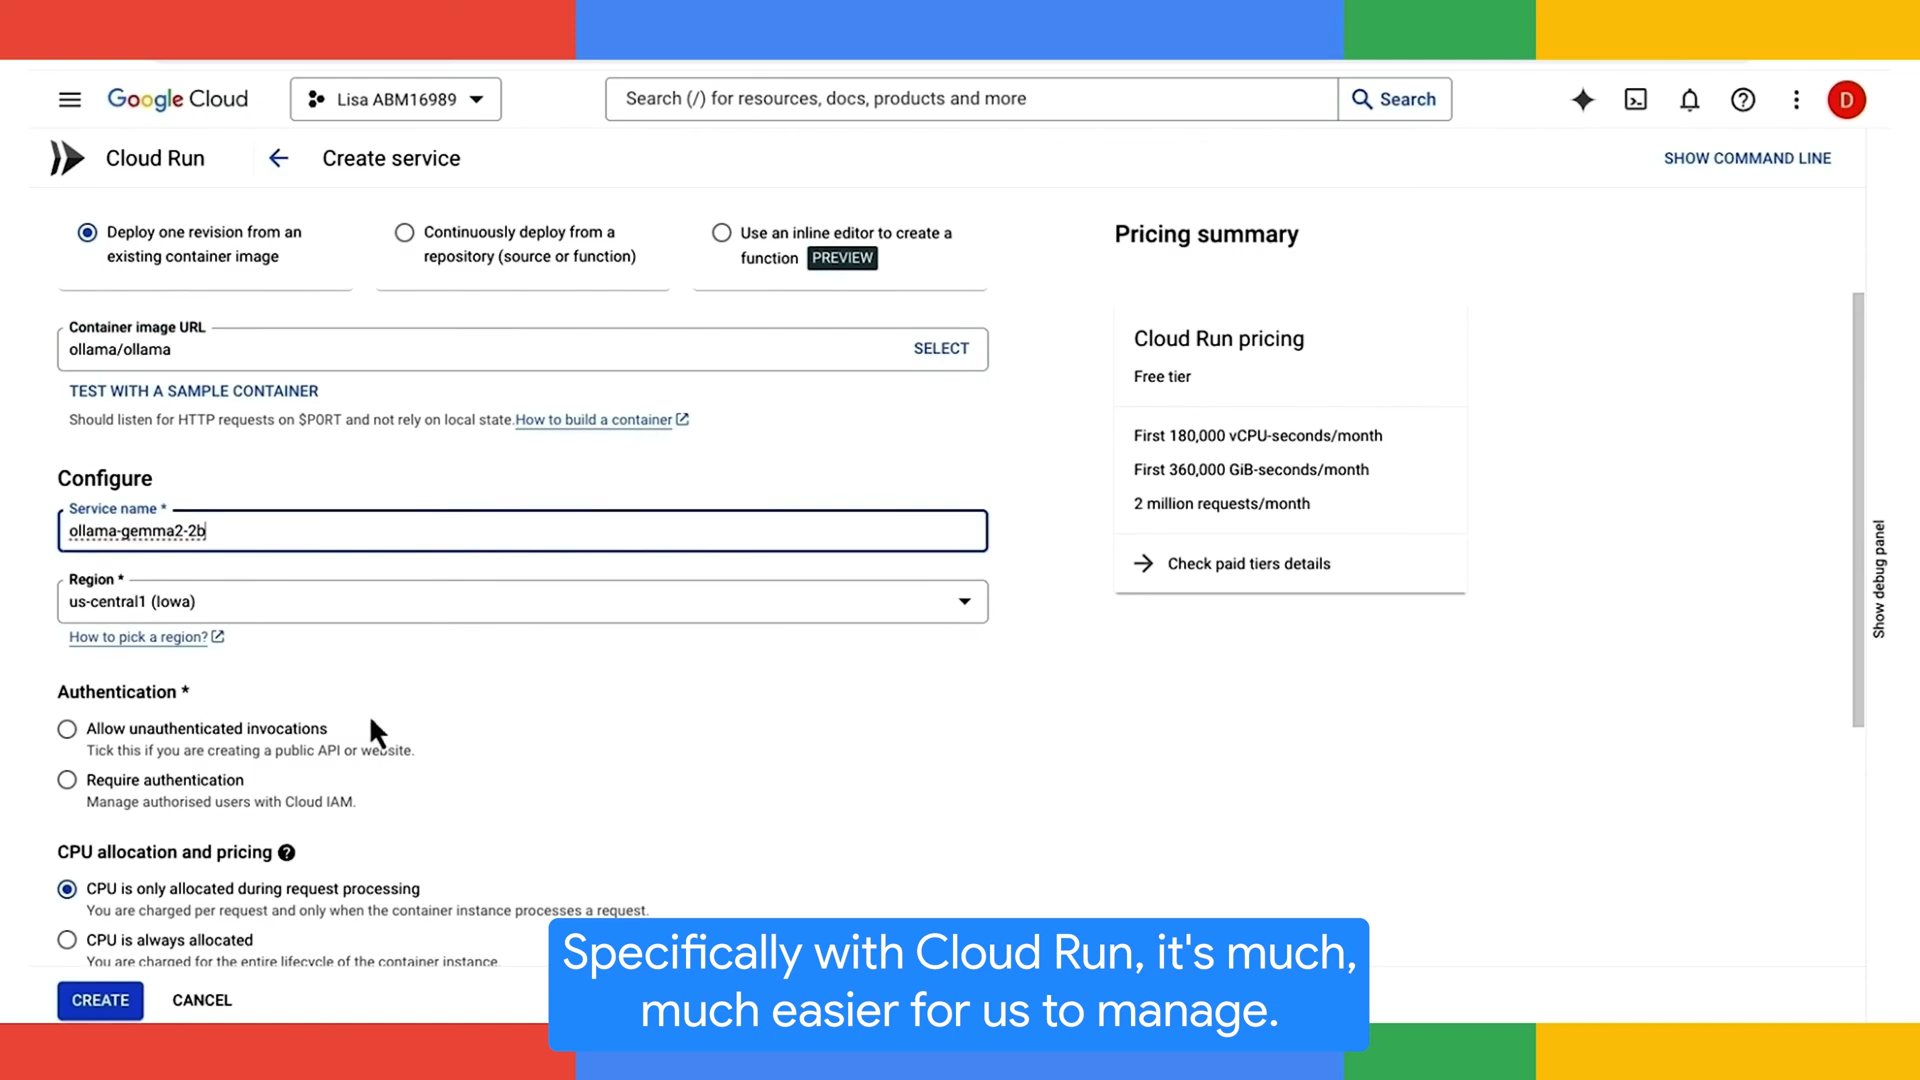 Google Cloud
Lisa ABM16989
Search (/) for resources, docs, products and more
Search
D
Cloud Run
Create service
SHOW COMMAND LINE
Deploy one revision from an
existing container image
Continuously deploy from a
repository (source or function)
Use an inline editor to create a
function PREVIEW
Container image URL
ollama/ollama
SELECT
TEST WITH A SAMPLE CONTAINER
Should listen for HTTP requests on $PORT and not rely on local state. How to build a container
Configure
Service name *
ollama-gemma2-2b
Region *
us-central1 (Iowa)
How to pick a region?
Authentication *
Allow unauthenticated invocations
Tick this if you are creating a public API or website.
Require authentication
Manage authorised users with Cloud IAM.
CPU allocation and pricing
CPU is only allocated during request processing
You are charged per request and only when the container instance processes a request.
CPU is always allocated
You are charged for the entire lifecycle of the container instance.
CREATE
CANCEL
Pricing summary
Cloud Run pricing
Free tier
First 180,000 vCPU-seconds/month
First 360,000 GiB-seconds/month
2 million requests/month
Check paid tiers details
Show debug panel
Specifically with Cloud Run, it's much,
much easier for us to manage.